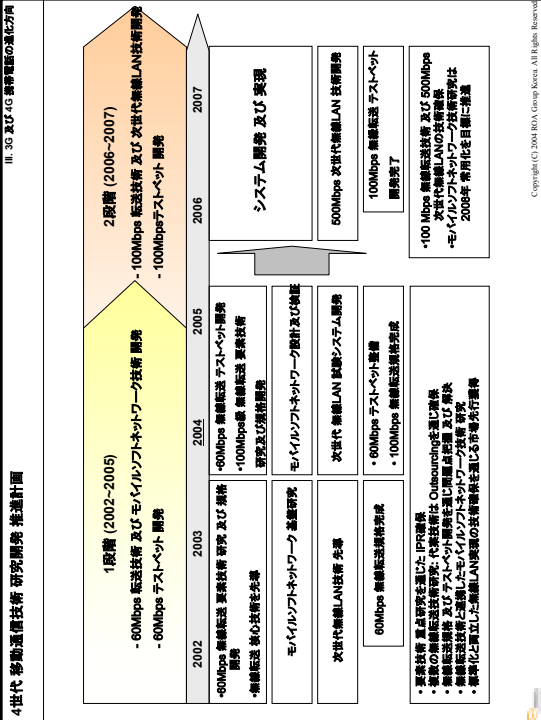 III. 3G 及び 4G 携帯電話の進化方向
4世代 移動通信技術 研究開発 推進計画
1段階 (2002~2005)
- 60Mbps 転送技術 及び モバイルソフトネットワーク技術 開発
- 60Mbps テストベット 開発
2段階 (2006~2007)
- 100Mbps 転送技術 及び 次世代無線LAN技術開発
- 100Mbpsテストベット 開発
2002
2003
2004
2005
2006
2007
•60Mbps 無線転送 要素技術 研究 及び 規格
開発
•無線転送 核心技術を先導
•60Mbps 無線転送 テストベット開発
•100Mbps級 無線転送 要素技術
研究及び規格開発
システム開発 及び 実現
モバイルソフトネットワーク 基盤研究
モバイルソフトネットワーク設計及び検証
次世代無線LAN技術 先導
次世代 無線LAN 試験システム開発
500Mbps 次世代無線LAN 技術開発
60Mbps 無線転送規格完成
• 60Mbps テストベット整備
• 100Mbps 無線転送規格完成
100Mbps 無線転送 テストベット
開発完了
• 要素技術 重点研究を通じた IPR確保
• 複数の無線転送技術研究: 代案技術は Outsourcingを通じ確保
• 無線転送規格 及び テストベット開発を通じ問題点把握 及び 解決
• 無線転送技術と連携したモバイルソフトネットワーク技術 研究
• 標準化と両立した無線LAN実現の技術確保を通じる市場先行獲得
•100 Mbps 無線転送技術 及び 500Mbps
次世代無線LANの技術確保
•モバイルソフトネットワーク技術研究は
2008年 常用化を目標に推進
Copyright (C) 2004 ROA Group Korea. All Rights Reserved